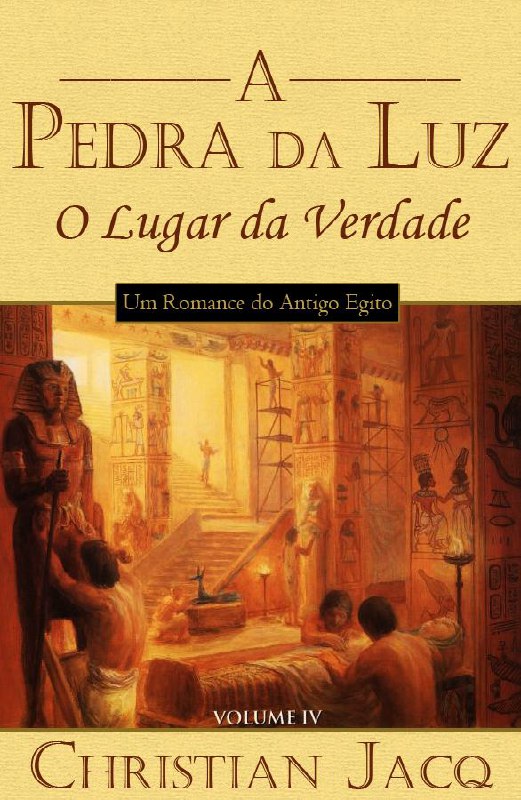 A
PEDRA DA LUZ
O Lugar da Verdade
Um Romance do Antigo Egito
VOLUME IV
CHRISTIAN JACQ